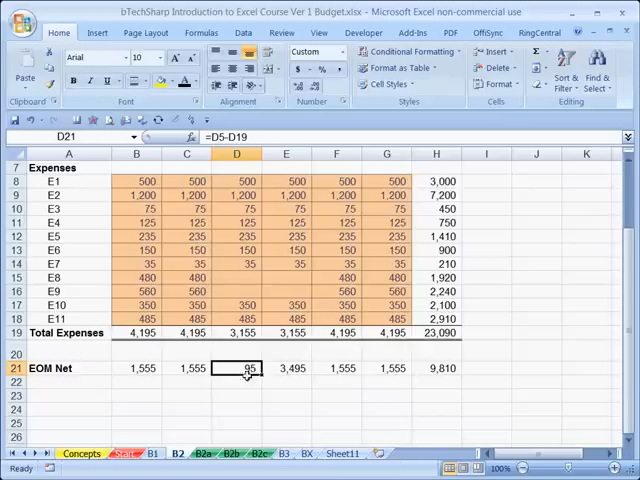 bTechSharp Introduction to Excel Course Ver 1 Budget.xlsx - Microsoft Excel non-commercial use
Home Insert Page Layout Formulas Data Review View Developer Add-Ins PDF OffiSync RingCentral
Paste Arial 10 Custom Conditional Formatting Insert Sort & Filter Find & Select
B I U $ % , Format as Table Delete
Cell Styles Format
Clipboard Font Alignment Number Styles Cells Editing
D21 fx =D5-D19
A B C D E F G H I J K
7 Expenses
8 E1 500 500 500 500 500 500 3,000
9 E2 1,200 1,200 1,200 1,200 1,200 1,200 7,200
10 E3 75 75 75 75 75 75 450
11 E4 125 125 125 125 125 125 750
12 E5 235 235 235 235 235 235 1,410
13 E6 150 150 150 150 150 150 900
14 E7 35 35 35 35 35 35 210
15 E8 480 480 480 480 1,920
16 E9 560 560 560 560 2,240
17 E10 350 350 350 350 350 350 2,100
18 E11 485 485 485 485 485 485 2,910
19 Total Expenses 4,195 4,195 3,155 3,155 4,195 4,195 23,090
20
21 EOM Net 1,555 1,555 95 3,495 1,555 1,555 9,810
22
23
24
25
26
Concepts Start B1 B2 B2a B2b B2c B3 BX Sheet11
Ready 100%